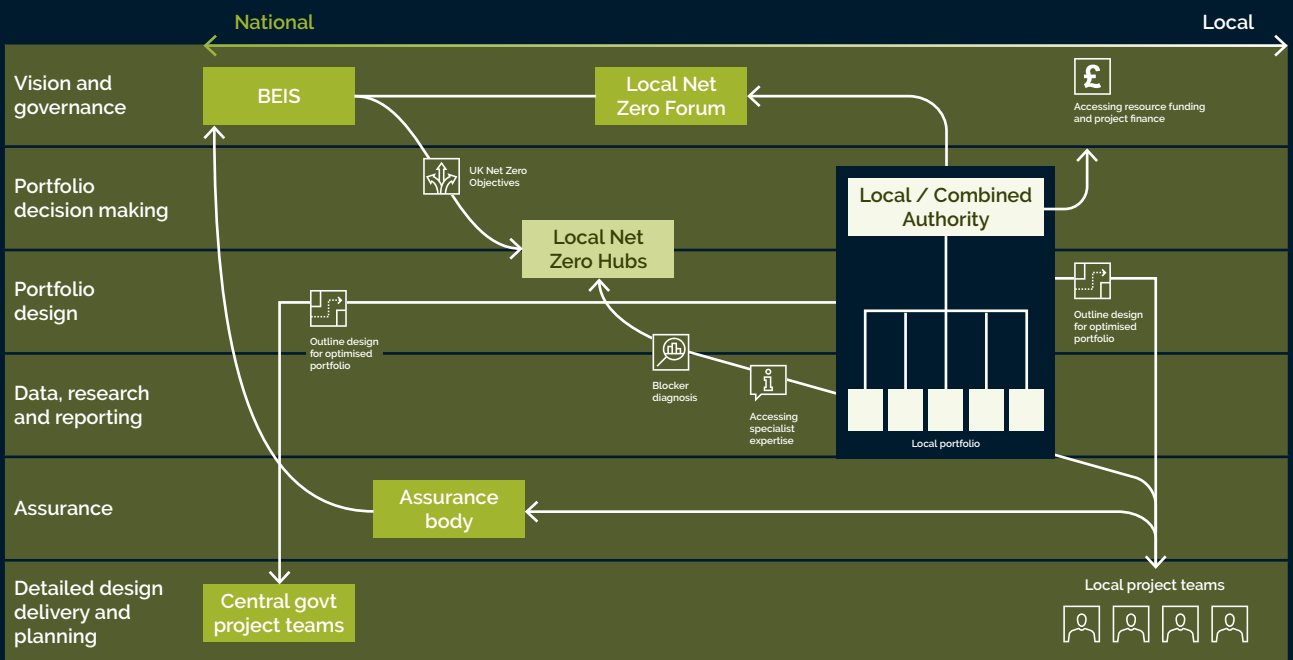 National
Local
Vision and
governance
BEIS
Local Net
Zero Forum
£
Accessing resource funding
and project finance
UK Net Zero
Objectives
Portfolio
decision making
Local / Combined
Authority
Local Net
Zero Hubs
Portfolio
design
Outline design
for optimised
portfolio
Outline design
for optimised
portfolio
Data, research
and reporting
Blocker
diagnosis
i
Accessing
specialist
expertise
Local portfolio
Assurance
Assurance
body
Detailed design
delivery and
planning
Central govt
project teams
Local project teams